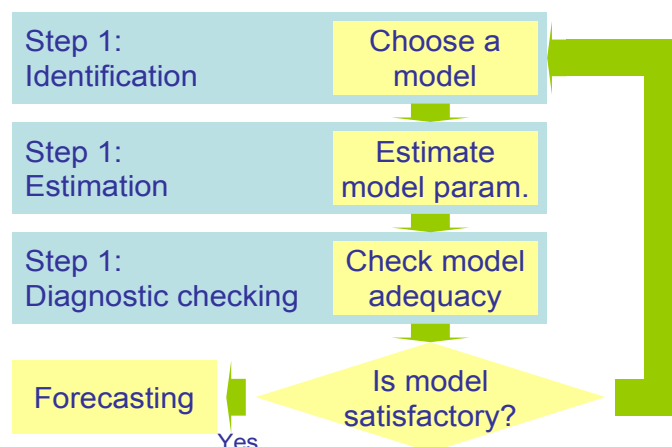 Step 1:
Identification
Choose a
model
Step 1:
Estimation
Estimate
model param.
Step 1:
Diagnostic checking
Check model
adequacy
Forecasting
Is model
satisfactory?
Yes